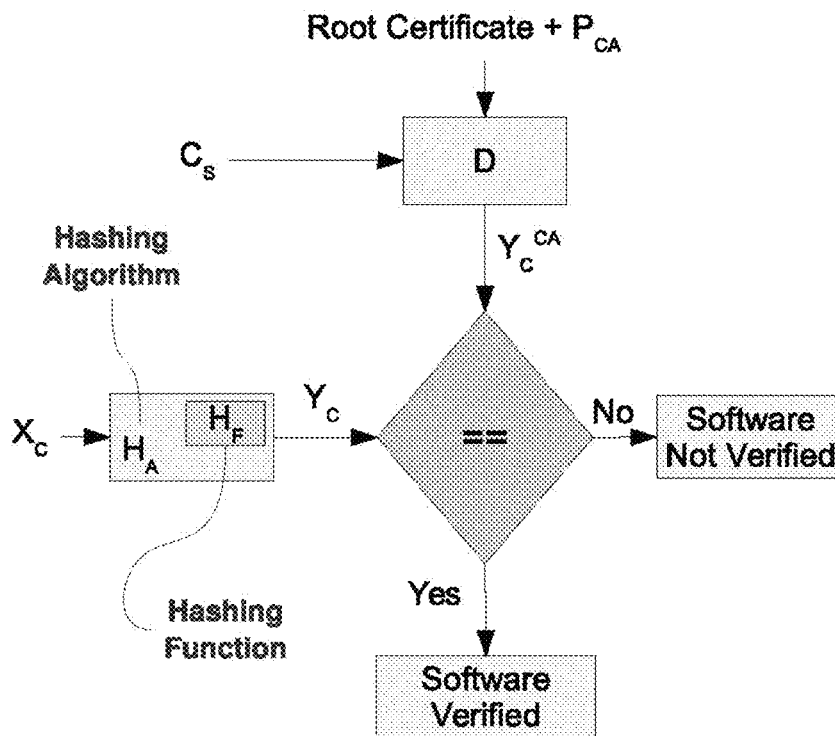 Root Certificate + P_CA
D
C_S
Y_C^CA
Hashing
Algorithm
X_C
H_A
H_F
Y_C
==
No
Software
Not Verified
Yes
Hashing
Function
Software
Verified